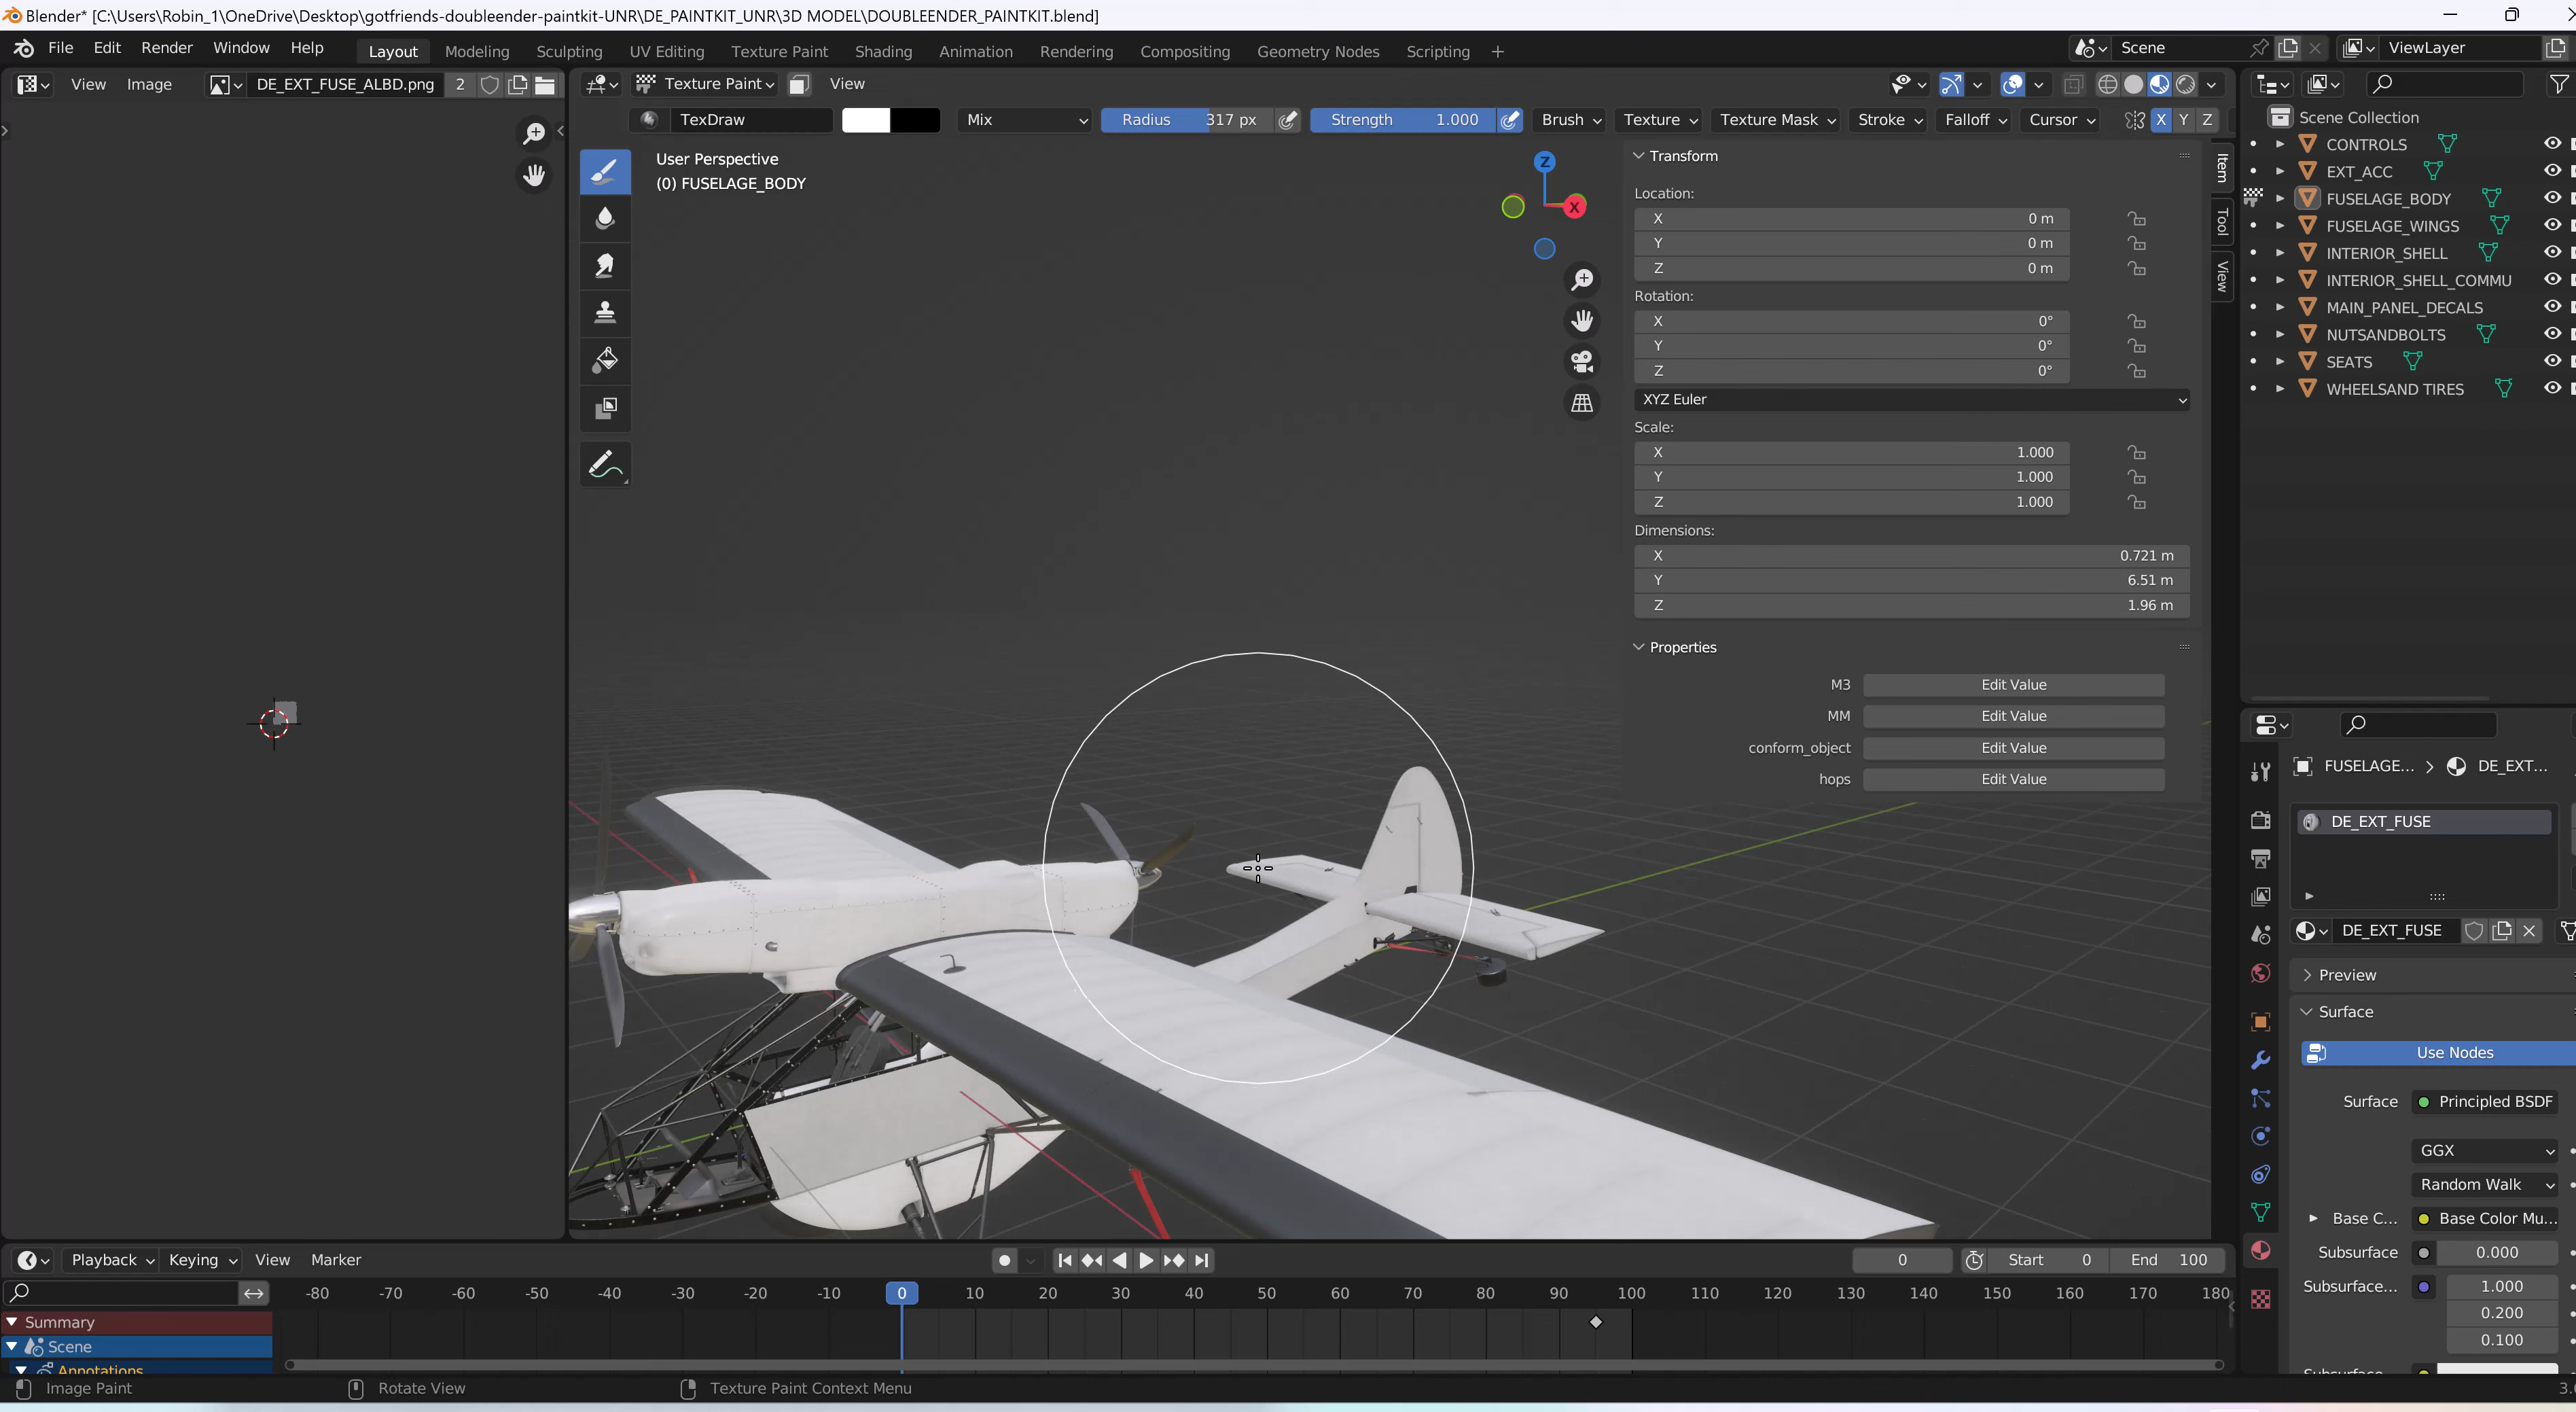 Blender* [C:\Users\Robin_1\OneDrive\Desktop\gotfriends-doubleender-paintkit-UNR\DE_PAINTKIT_UNR\3D MODEL\DOUBLEENDER_PAINTKIT.blend]
File Edit Render Window Help Layout Modeling Sculpting UV Editing Texture Paint Shading Animation Rendering Compositing Geometry Nodes Scripting + Scene ViewLayer
View Image DE_EXT_FUSE_ALBD.png 2 Texture Paint View
TexDraw Mix Radius 317 px Strength 1.000 Brush Texture Texture Mask Stroke Falloff Cursor X Y Z
User Perspective
(0) FUSELAGE_BODY
Z
X
Transform
Location:
X 0 m
Y 0 m
Z 0 m
Rotation:
X 0°
Y 0°
Z 0°
XYZ Euler
Scale:
X 1.000
Y 1.000
Z 1.000
Dimensions:
X 0.721 m
Y 6.51 m
Z 1.96 m
Properties
M3 Edit Value
MM Edit Value
conform_object Edit Value
hops Edit Value
Item
Tool
View
Scene Collection
CONTROLS
EXT_ACC
FUSELAGE_BODY
FUSELAGE_WINGS
INTERIOR_SHELL
INTERIOR_SHELL_COMMU
MAIN_PANEL_DECALS
NUTSANDBOLTS
SEATS
WHEELSAND TIRES
FUSELAGE... > DE_EXT...
DE_EXT_FUSE
DE_EXT_FUSE
Preview
Surface
Use Nodes
Surface Principled BSDF
GGX
Random Walk
Base C... Base Color Mu...
Subsurface 0.000
Subsurface... 1.000
0.200
0.100
Playback Keying View Marker 0 Start 0 End 100
-80 -70 -60 -50 -40 -30 -20 -10 0 10 20 30 40 50 60 70 80 90 100 110 120 130 140 150 160 170 180
Summary
Scene
Annotations
Image Paint Rotate View Texture Paint Context Menu